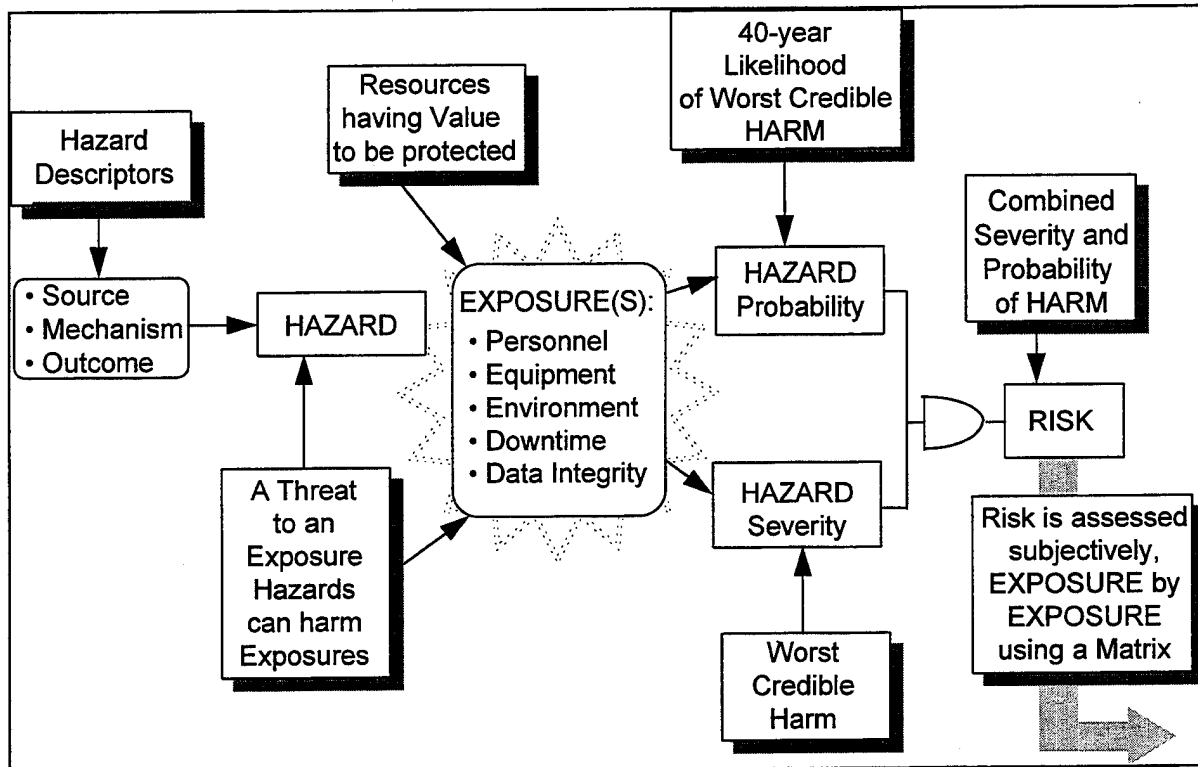 Hazard
Descriptors
• Source
• Mechanism
• Outcome
HAZARD
A Threat
to an
Exposure
Hazards
can harm
Exposures
Resources
having Value
to be protected
EXPOSURE(S):
• Personnel
• Equipment
• Environment
• Downtime
• Data Integrity
40-year
Likelihood
of Worst Credible
HARM
HAZARD
Probability
HAZARD
Severity
Worst
Credible
Harm
Combined
Severity and
Probability
of HARM
RISK
Risk is assessed
subjectively,
EXPOSURE by
EXPOSURE
using a Matrix